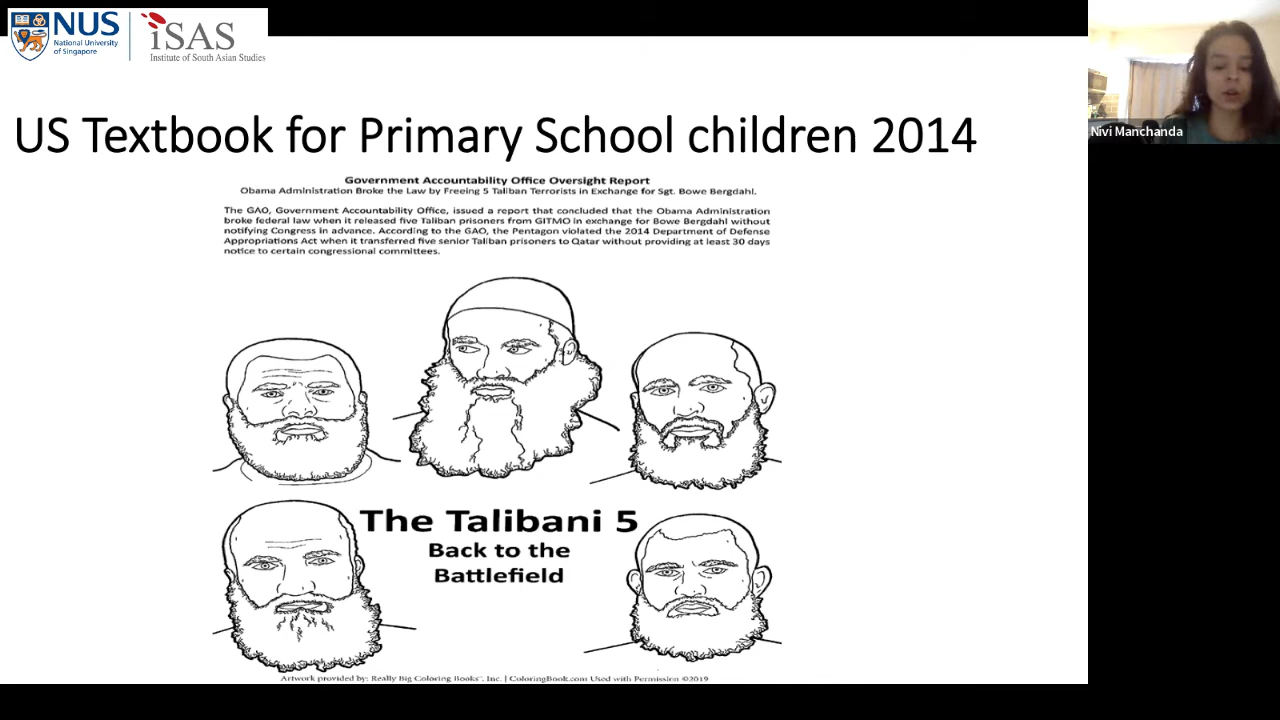 NUS
National University
of Singapore
iSAS
Institute of South Asian Studies
Nivi Manchanda
US Textbook for Primary School children 2014
Government Accountability Office Oversight Report
Obama Administration Broke the Law by Freeing 5 Taliban Terrorists in Exchange for Sgt. Bowe Bergdahl.
The GAO, Government Accountability Office, issued a report that concluded that the Obama Administration
broke federal law when it released five Taliban prisoners from GITMO in exchange for Bowe Bergdahl without
notifying Congress in advance. According to the GAO, the Pentagon violated the 2014 Department of Defense
Appropriations Act when it transferred five senior Taliban prisoners to Qatar without providing at least 30 days
notice to certain congressional committees.
The Talibani 5
Back to the
Battlefield
Artwork provided by: Really Big Coloring Books™, Inc. | ColoringBook.com Used with Permission ©2019